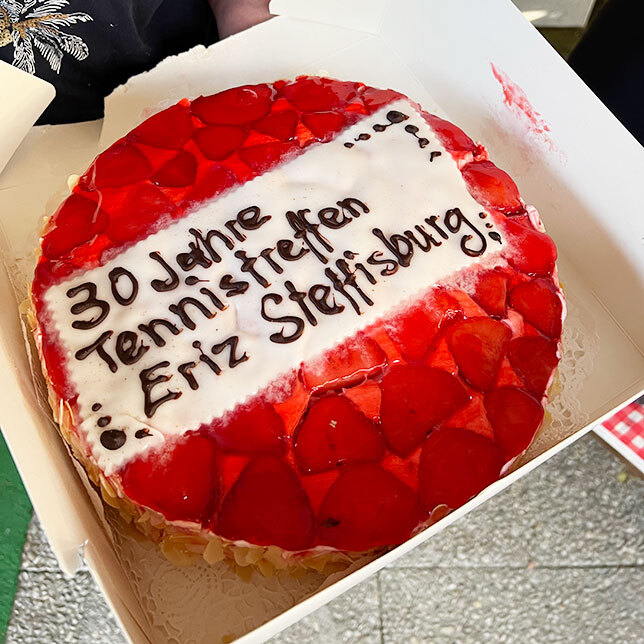 30 Jahre
Tennistreffen
Eriz Steffisburg